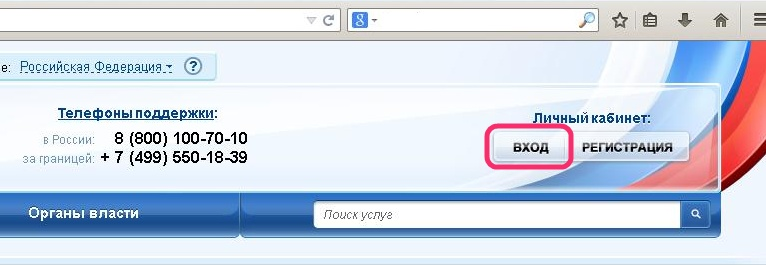 е: Российская Федерация ?
Телефоны поддержки:
в России: 8 (800) 100-70-10
за границей: + 7 (499) 550-18-39
Личный кабинет:
ВХОД РЕГИСТРАЦИЯ
Органы власти
Поиск услуг